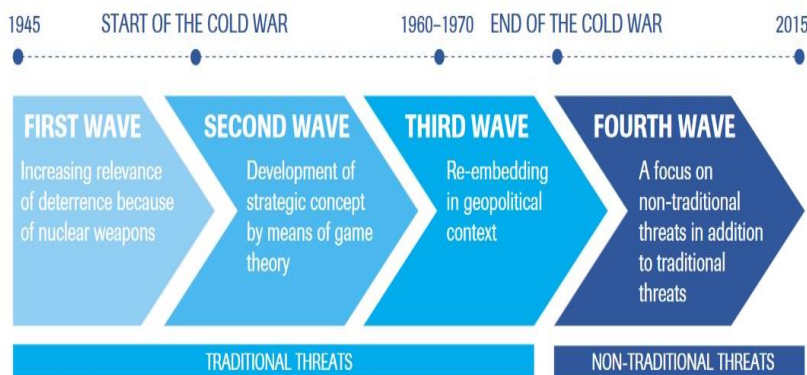 1945 START OF THE COLD WAR 1960–1970 END OF THE COLD WAR 2015
FIRST WAVE
Increasing relevance
of deterrence because
of nuclear weapons
SECOND WAVE
Development of
strategic concept
by means of game
theory
THIRD WAVE
Re-embedding
in geopolitical
context
FOURTH WAVE
A focus on
non-traditional
threats in addition
to traditional
threats
TRADITIONAL THREATS
NON-TRADITIONAL THREATS